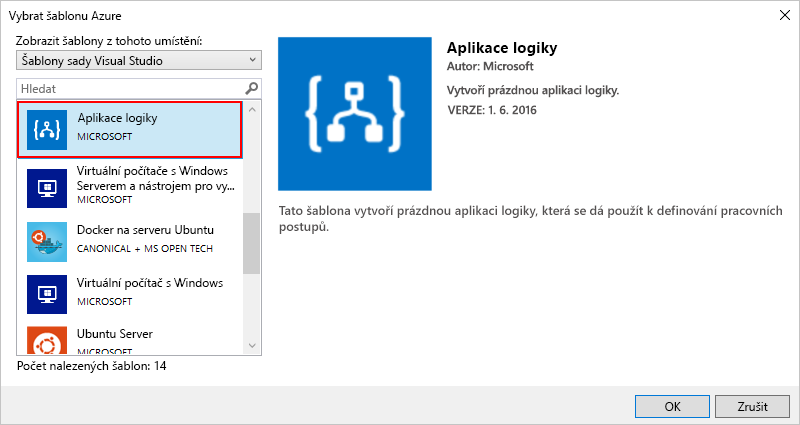 Vybrat šablonu Azure
Zobrazit šablony z tohoto umístění:
Šablony sady Visual Studio
Hledat
Aplikace logiky
MICROSOFT
Virtuální počítače s Windows
Serverem a nástrojem pro vy...
MICROSOFT
Docker na serveru Ubuntu
CANONICAL + MS OPEN TECH
Virtuální počítač s Windows
MICROSOFT
Ubuntu Server
MICROSOFT
Počet nalezených šablon: 14
Aplikace logiky
Autor: Microsoft
Vytvoří prázdnou aplikaci logiky.
VERZE: 1. 6. 2016
Tato šablona vytvoří prázdnou aplikaci logiky, která se dá použít k definování pracovních
postupů.
OK
Zrušit